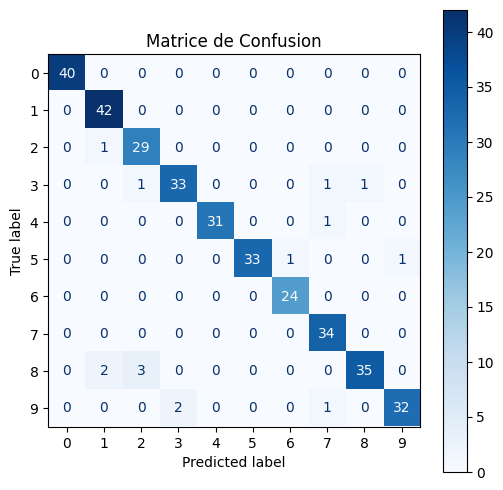 Matrice de Confusion
0 40 0 0 0 0 0 0 0 0 0
1 0 42 0 0 0 0 0 0 0 0
2 0 1 29 0 0 0 0 0 0 0
3 0 0 1 33 0 0 0 1 1 0
4 0 0 0 0 31 0 0 1 0 0
5 0 0 0 0 0 33 1 0 0 1
6 0 0 0 0 0 0 24 0 0 0
7 0 0 0 0 0 0 0 34 0 0
8 0 2 3 0 0 0 0 0 35 0
9 0 0 0 2 0 0 0 1 0 32
0 1 2 3 4 5 6 7 8 9
Predicted label
True label
40
35
30
25
20
15
10
5
0